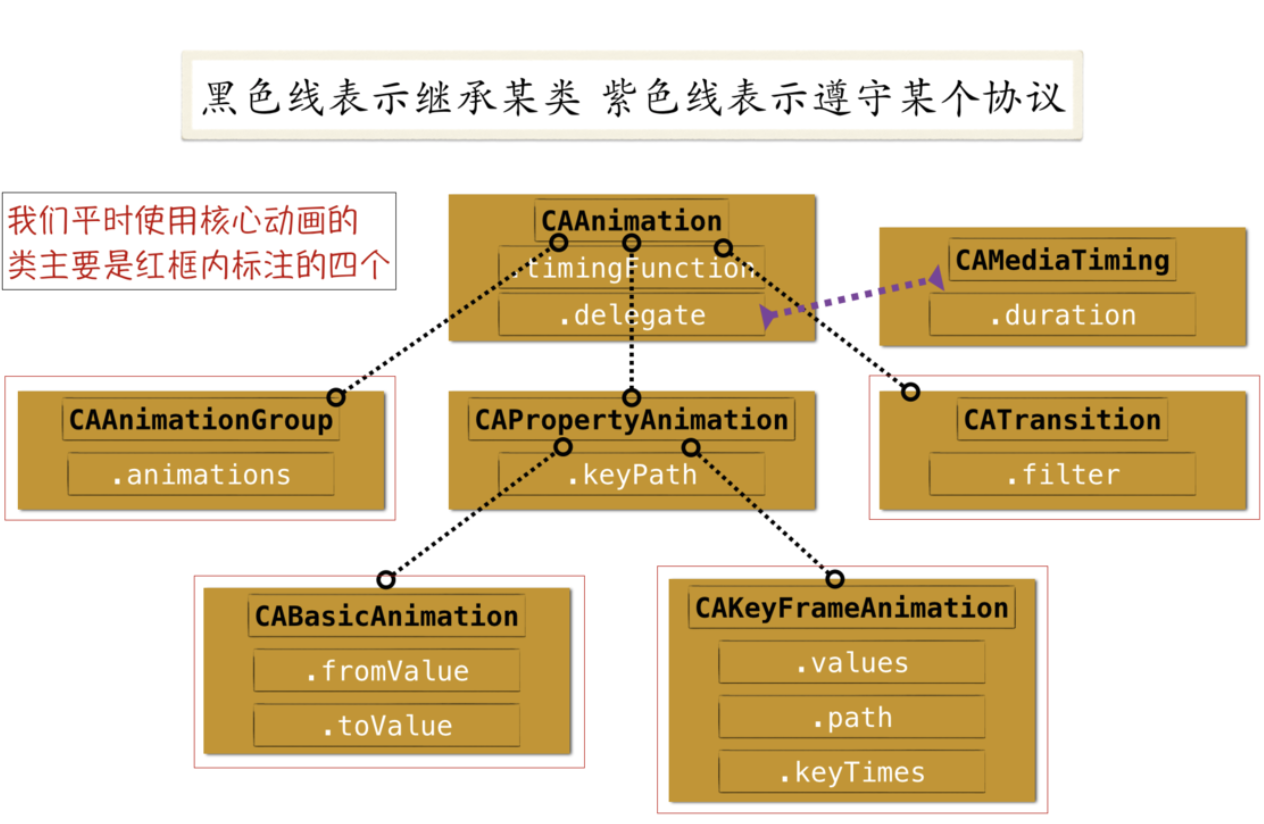 黑色线表示继承某类 紫色线表示遵守某个协议
我们平时使用核心动画的
类主要是红框内标注的四个
CAAnimation
.timingFunction
.delegate
CAMediaTiming
.duration
CAAnimationGroup
.animations
CAPropertyAnimation
.keyPath
CATransition
.filter
CABasicAnimation
.fromValue
.toValue
CAKeyFrameAnimation
.values
.path
.keyTimes